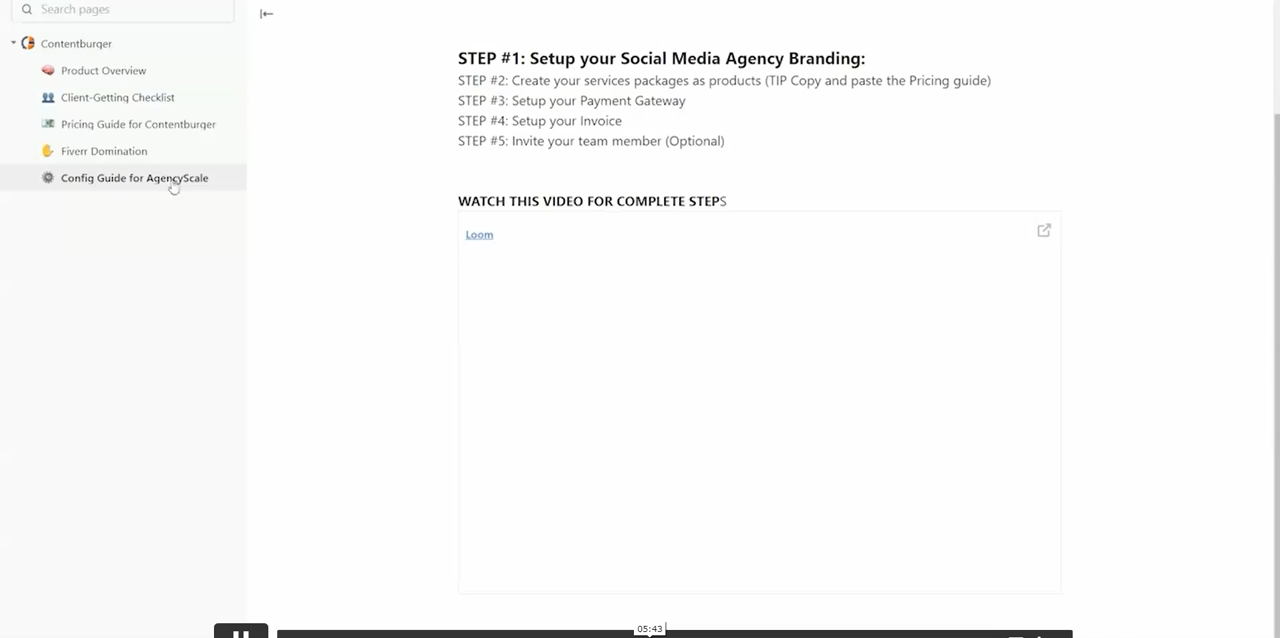 Search pages
Contentburger
Product Overview
Client-Getting Checklist
Pricing Guide for Contentburger
Fiverr Domination
Config Guide for AgencyScale
STEP #1: Setup your Social Media Agency Branding:
STEP #2: Create your services packages as products (TIP Copy and paste the Pricing guide)
STEP #3: Setup your Payment Gateway
STEP #4: Setup your Invoice
STEP #5: Invite your team member (Optional)
WATCH THIS VIDEO FOR COMPLETE STEPS
Loom
05:43